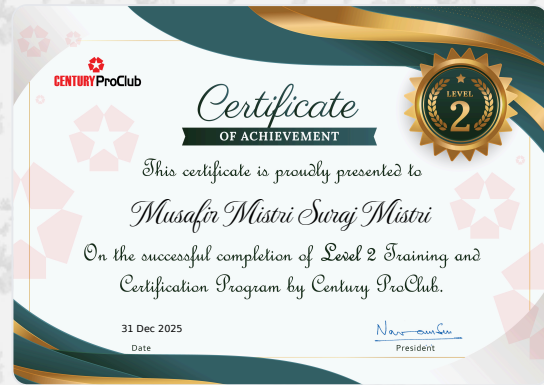 CENTURY ProClub
LEVEL
2
Certificate
OF ACHIEVEMENT
This certificate is proudly presented to
Musafir Mistri Suraj Mistri
On the successful completion of Level 2 Training and
Certification Program by Century ProClub.
31 Dec 2025
Date
President